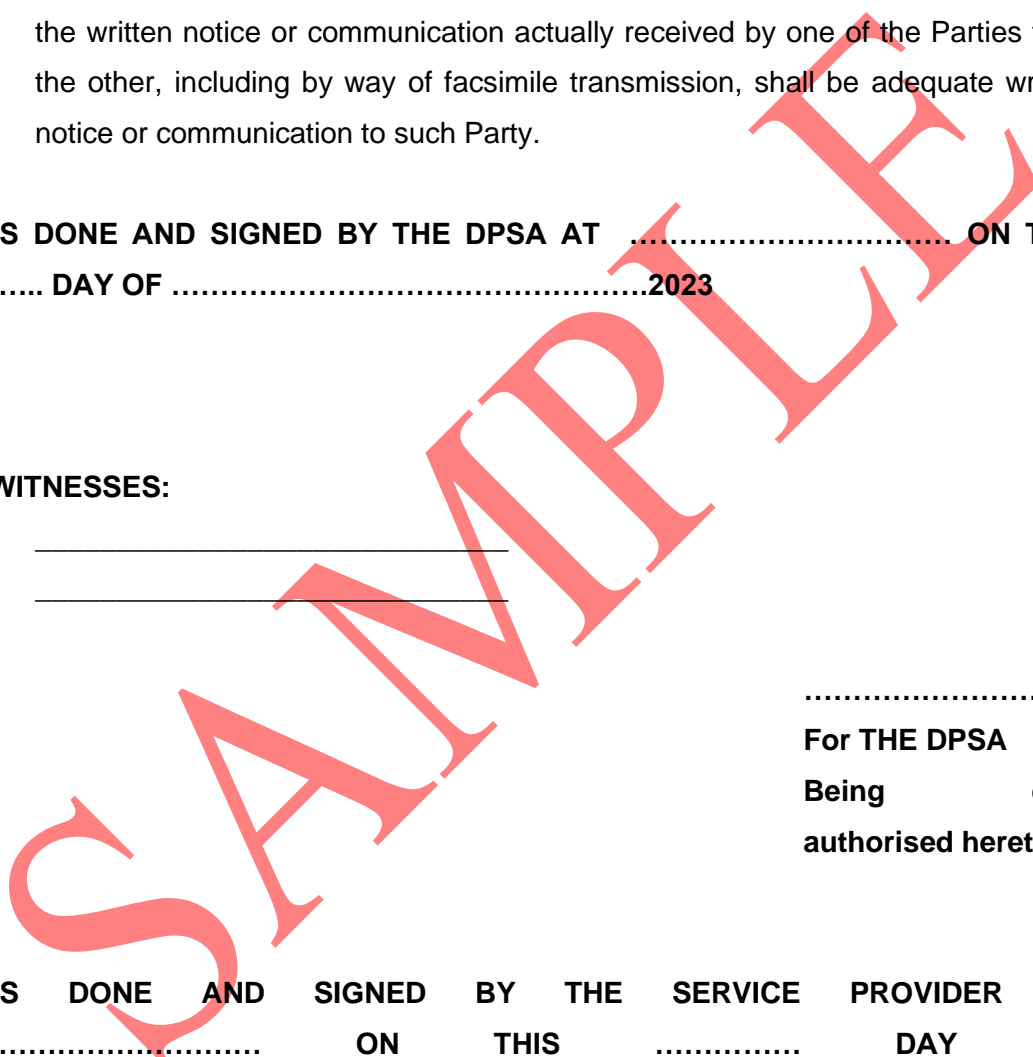 the written notice or communication actually received by one of the Parties
the other, including by way of facsimile transmission, shall be adequate
notice or communication to such Party.
S DONE AND SIGNED BY THE DPSA AT ……………………………. ON
….. DAY OF ………………………………………….2023
WITNESSES:
_____________________________
_____________________________
…………………….
For THE DPSA
Being
authorised
S DONE AND SIGNED BY THE SERVICE PROVIDER
………………………. ON THIS …………… DAY
SAMPLE